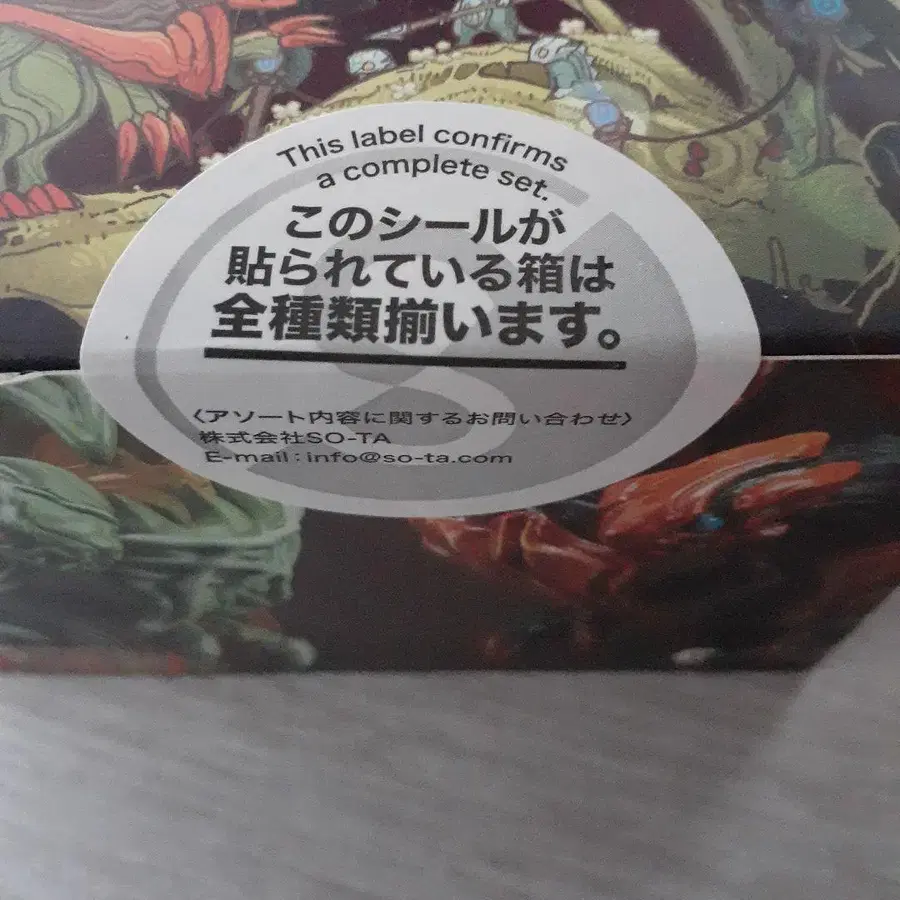 This label confirms
a complete set.
このシールが
貼られている箱は
全種類揃います。
〈アソート内容に関するお問い合わせ〉
株式会社SO-TA
E-mail:info@so-ta.com